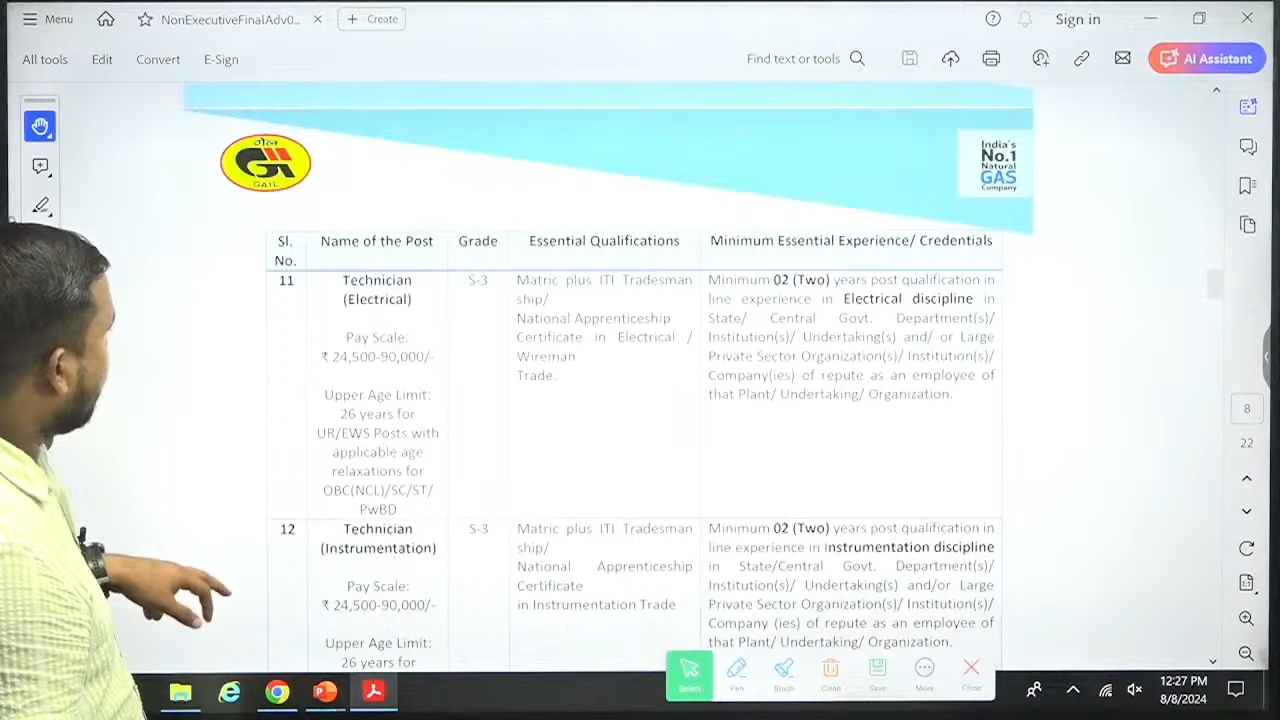 Menu
NonExecutiveFinalAdv0...
Create
Sign in
All tools
Edit
Convert
E-Sign
Find text or tools
AI Assistant
गेल
GAIL
India's
No.1
Natural
GAS
Company
Sl. No.
Name of the Post
Grade
Essential Qualifications
Minimum Essential Experience/ Credentials
11
Technician
(Electrical)
Pay Scale:
₹ 24,500-90,000/-
Upper Age Limit:
26 years for
UR/EWS Posts with
applicable age
relaxations for
OBC(NCL)/SC/ST/
PwBD
S-3
Matric plus ITI Tradesman
ship/
National Apprenticeship
Certificate in Electrical /
Wireman
Trade.
Minimum 02 (Two) years post qualification in
line experience in Electrical discipline in
State/ Central Govt. Department(s)/
Institution(s)/ Undertaking(s) and/ or Large
Private Sector Organization(s)/ Institution(s)/
Company(ies) of repute as an employee of
that Plant/ Undertaking/ Organization.
12
Technician
(Instrumentation)
Pay Scale:
₹ 24,500-90,000/-
Upper Age Limit:
26 years for
S-3
Matric plus ITI Tradesman
ship/
National Apprenticeship
Certificate
in Instrumentation Trade
Minimum 02 (Two) years post qualification in
line experience in Instrumentation discipline
in State/Central Govt. Department(s)/
Institution(s)/ Undertaking(s) and/or Large
Private Sector Organization(s)/ Institution(s)/
Company (ies) of repute as an employee of
that Plant/ Undertaking/ Organization.
8
22
Select
Pen
Brush
Clean
Save
More
Close
12:27 PM
8/8/2024